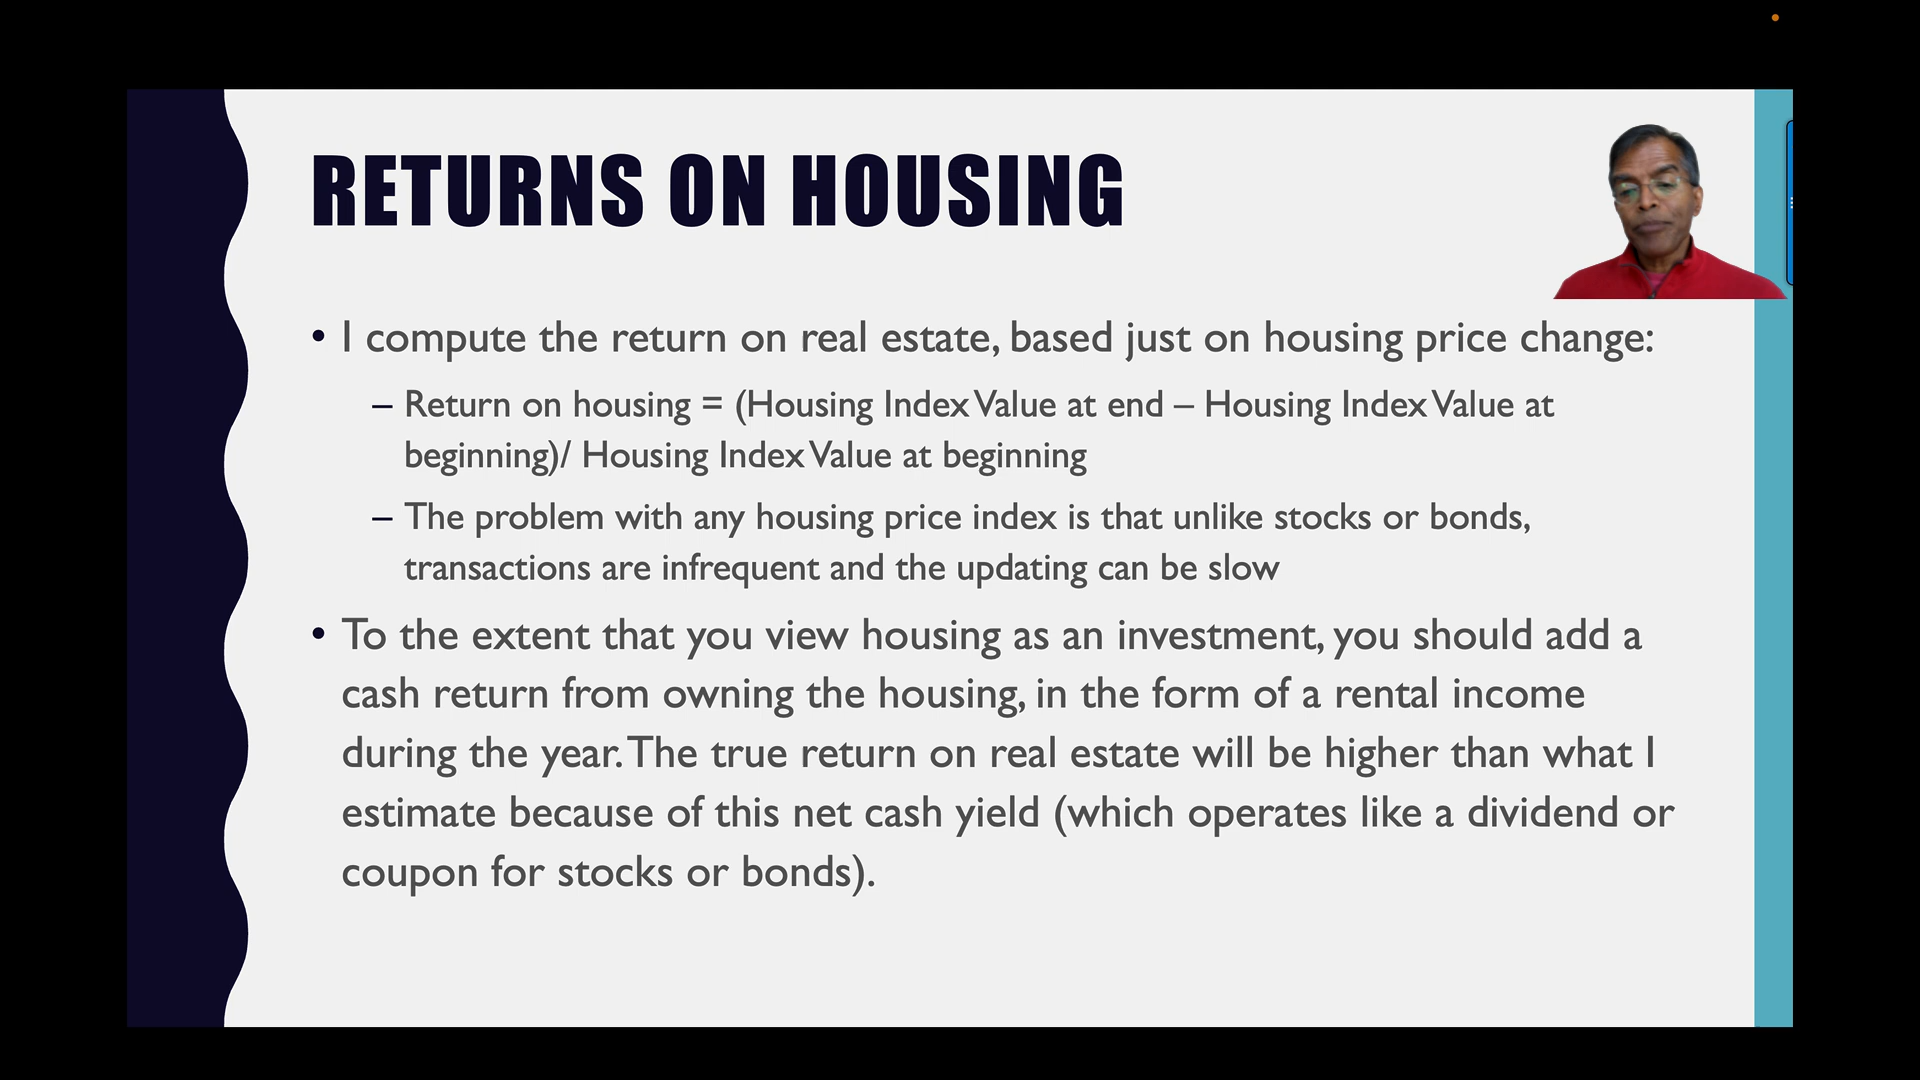 RETURNS ON HOUSING
• I compute the return on real estate, based just on housing price change:
– Return on housing = (Housing Index Value at end – Housing Index Value at
beginning)/ Housing Index Value at beginning
– The problem with any housing price index is that unlike stocks or bonds,
transactions are infrequent and the updating can be slow
• To the extent that you view housing as an investment, you should add a
cash return from owning the housing, in the form of a rental income
during the year. The true return on real estate will be higher than what I
estimate because of this net cash yield (which operates like a dividend or
coupon for stocks or bonds).